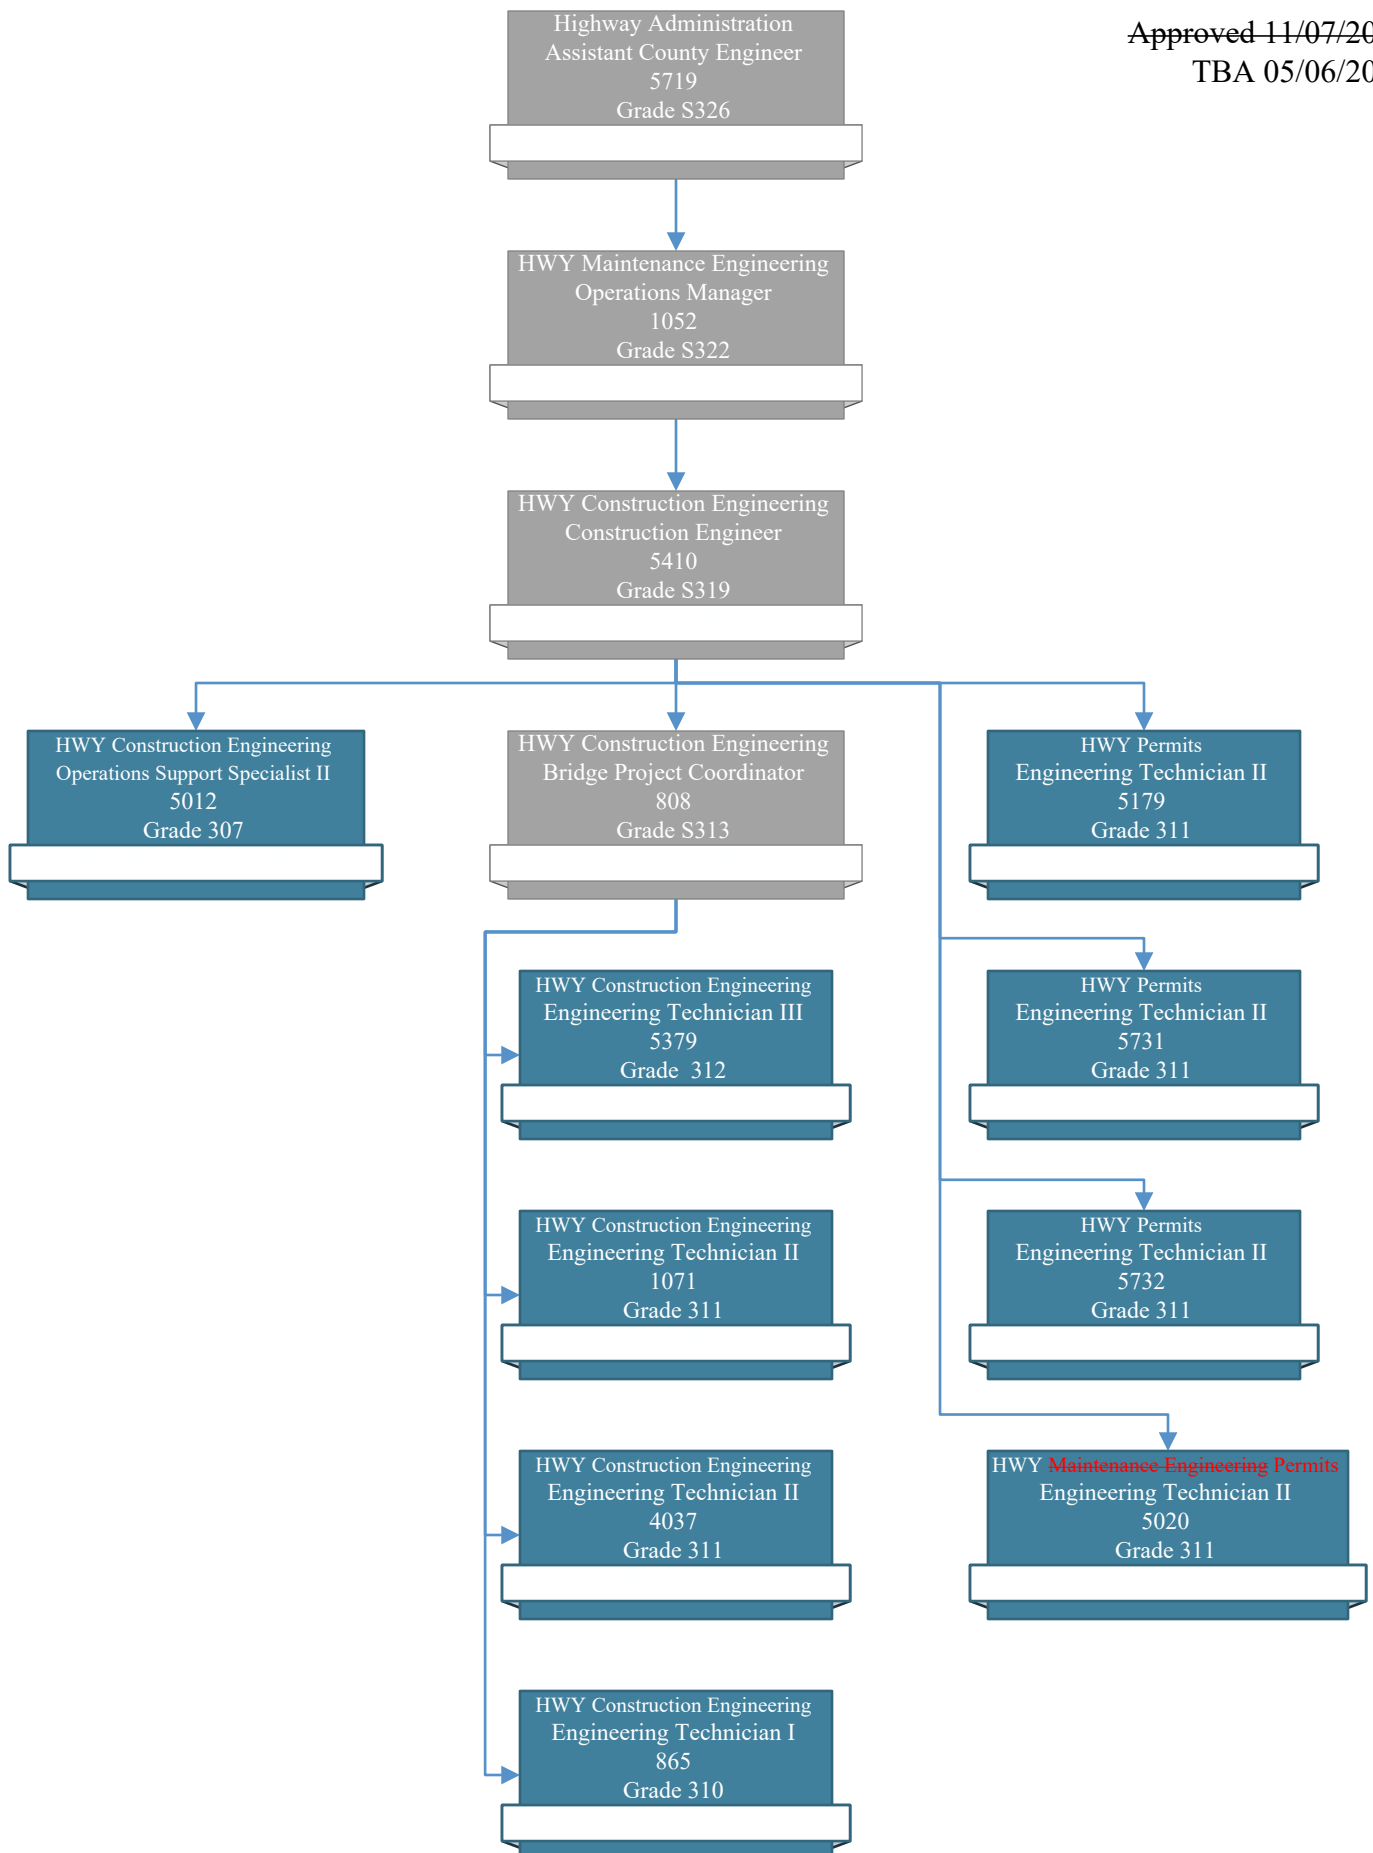 Approved 11/07/20
TBA 05/06/20
Highway Administration
Assistant County Engineer
5719
Grade S326
HWY Maintenance Engineering
Operations Manager
1052
Grade S322
HWY Construction Engineering
Construction Engineer
5410
Grade S319
HWY Construction Engineering
Operations Support Specialist II
5012
Grade 307
HWY Construction Engineering
Bridge Project Coordinator
808
Grade S313
HWY Permits
Engineering Technician II
5179
Grade 311
HWY Construction Engineering
Engineering Technician III
5379
Grade 312
HWY Permits
Engineering Technician II
5731
Grade 311
HWY Construction Engineering
Engineering Technician II
1071
Grade 311
HWY Permits
Engineering Technician II
5732
Grade 311
HWY Construction Engineering
Engineering Technician II
4037
Grade 311
HWY Maintenance Engineering Permits
Engineering Technician II
5020
Grade 311
HWY Construction Engineering
Engineering Technician I
865
Grade 310